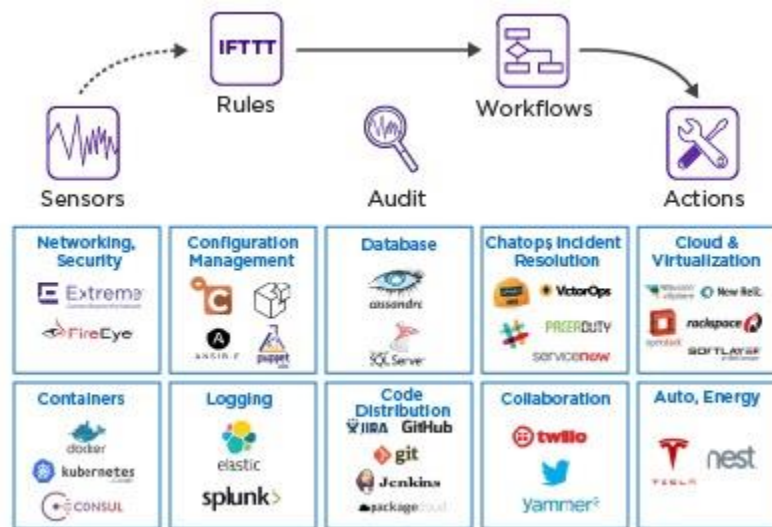 IFTTT
Rules
Workflows
Sensors
Audit
Actions
Networking,
Security
Extreme
FireEye
Configuration
Management
C
A
ANSIBLE
puppet
Database
cassandra
SQL Server
Chatops Incident
Resolution
VictorOps
PAGERDUTY
servicenow
Cloud &
Virtualization
New Relic.
openstack
rackspace
SOFTLAYER
Containers
docker
kubernetes
CONSUL
Logging
elastic
splunk>
Code
Distribution
JIRA GitHub
git
Jenkins
packagecloud
Collaboration
twilio
yammer
Auto, Energy
TESLA
nest